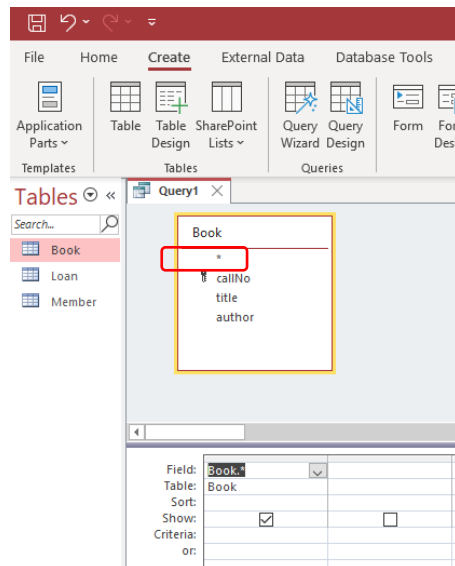 File Home Create External Data Database Tools
Application Parts Table Table Design SharePoint Lists Query Wizard Query Design Form
Templates Tables Queries
Tables
Search...
Book
Loan
Member
Query1
Book
*
callNo
title
author
Field: Book.*
Table: Book
Sort:
Show:
Criteria:
or: